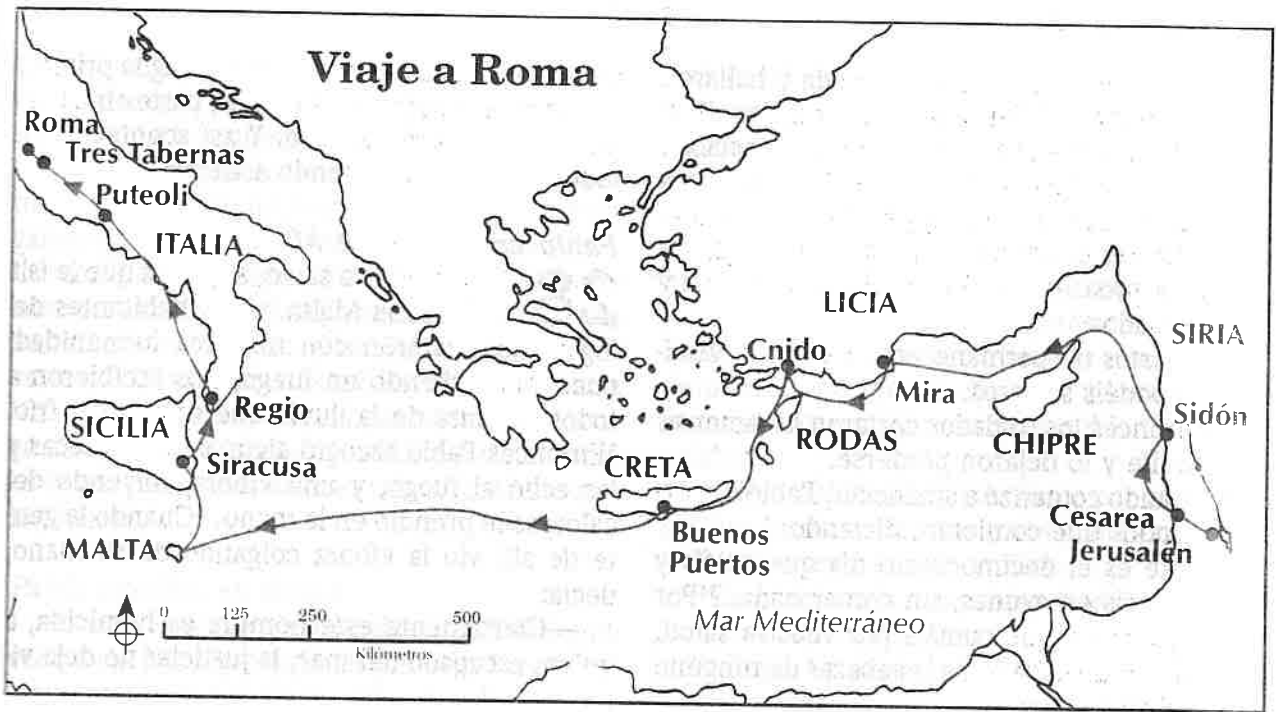 Viaje a Roma
Roma
Tres Tabernas
Puteoli
ITALIA
LICIA
SIRIA
Cnido
Mira
Sidón
Regio
SICILIA
RODAS
CHIPRE
Siracusa
CRETA
Cesarea
Buenos
Puertos
Jerusalén
MALTA
0 125 250 500
Kilómetros
Mar Mediterráneo